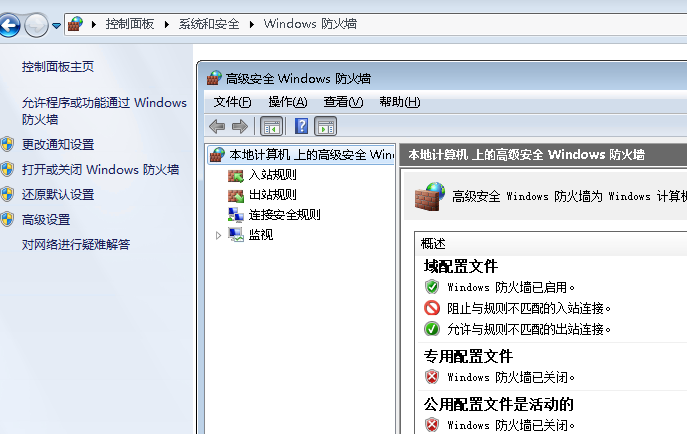 控制面板 系统和安全 Windows 防火墙
控制面板主页
允许程序或功能通过 Windows
防火墙
更改通知设置
打开或关闭 Windows 防火墙
还原默认设置
高级设置
对网络进行疑难解答
高级安全 Windows 防火墙
文件(F) 操作(A) 查看(V) 帮助(H)
本地计算机 上的高级安全 Win
入站规则
出站规则
连接安全规则
监视
本地计算机 上的高级安全 Windows 防火墙
高级安全 Windows 防火墙为 Windows 计算机
概述
域配置文件
Windows 防火墙已启用。
阻止与规则不匹配的入站连接。
允许与规则不匹配的出站连接。
专用配置文件
Windows 防火墙已关闭。
公用配置文件是活动的
Windows 防火墙已关闭。